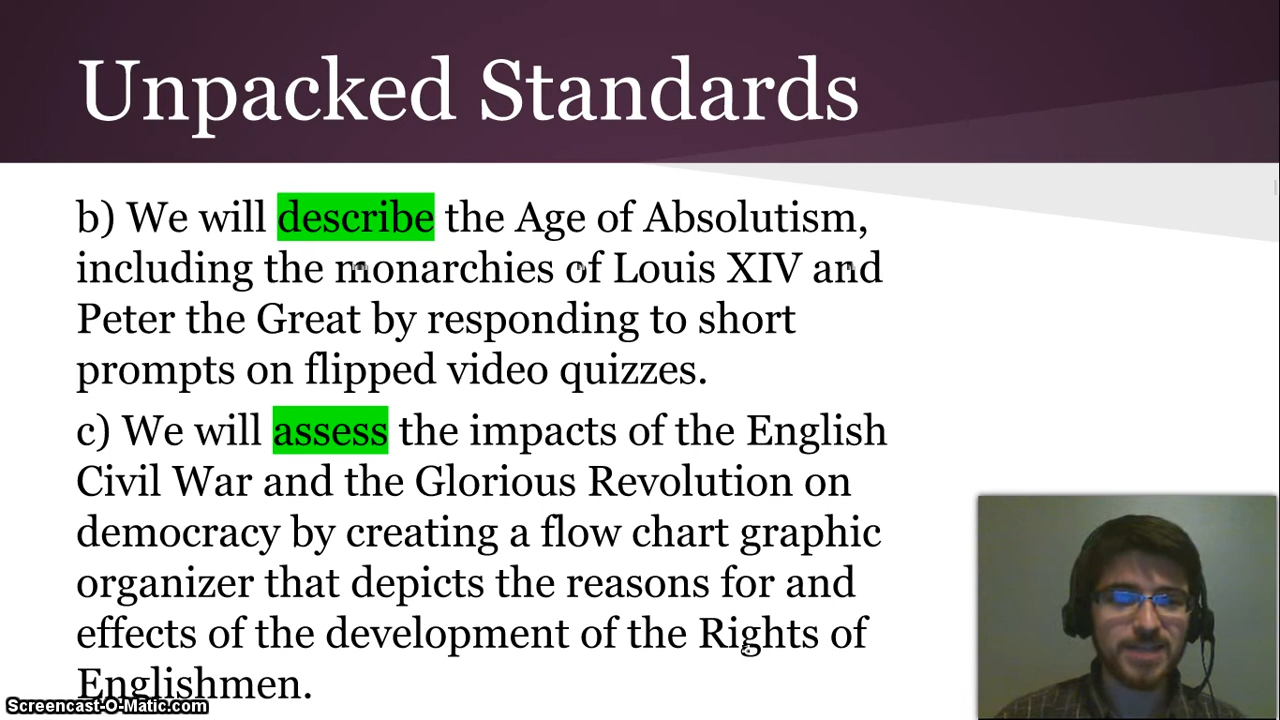 Unpacked Standards
b) We will describe the Age of Absolutism,
including the monarchies of Louis XIV and
Peter the Great by responding to short
prompts on flipped video quizzes.
c) We will assess the impacts of the English
Civil War and the Glorious Revolution on
democracy by creating a flow chart graphic
organizer that depicts the reasons for and
effects of the development of the Rights of
Englishmen.
Screencast-O-Matic.com